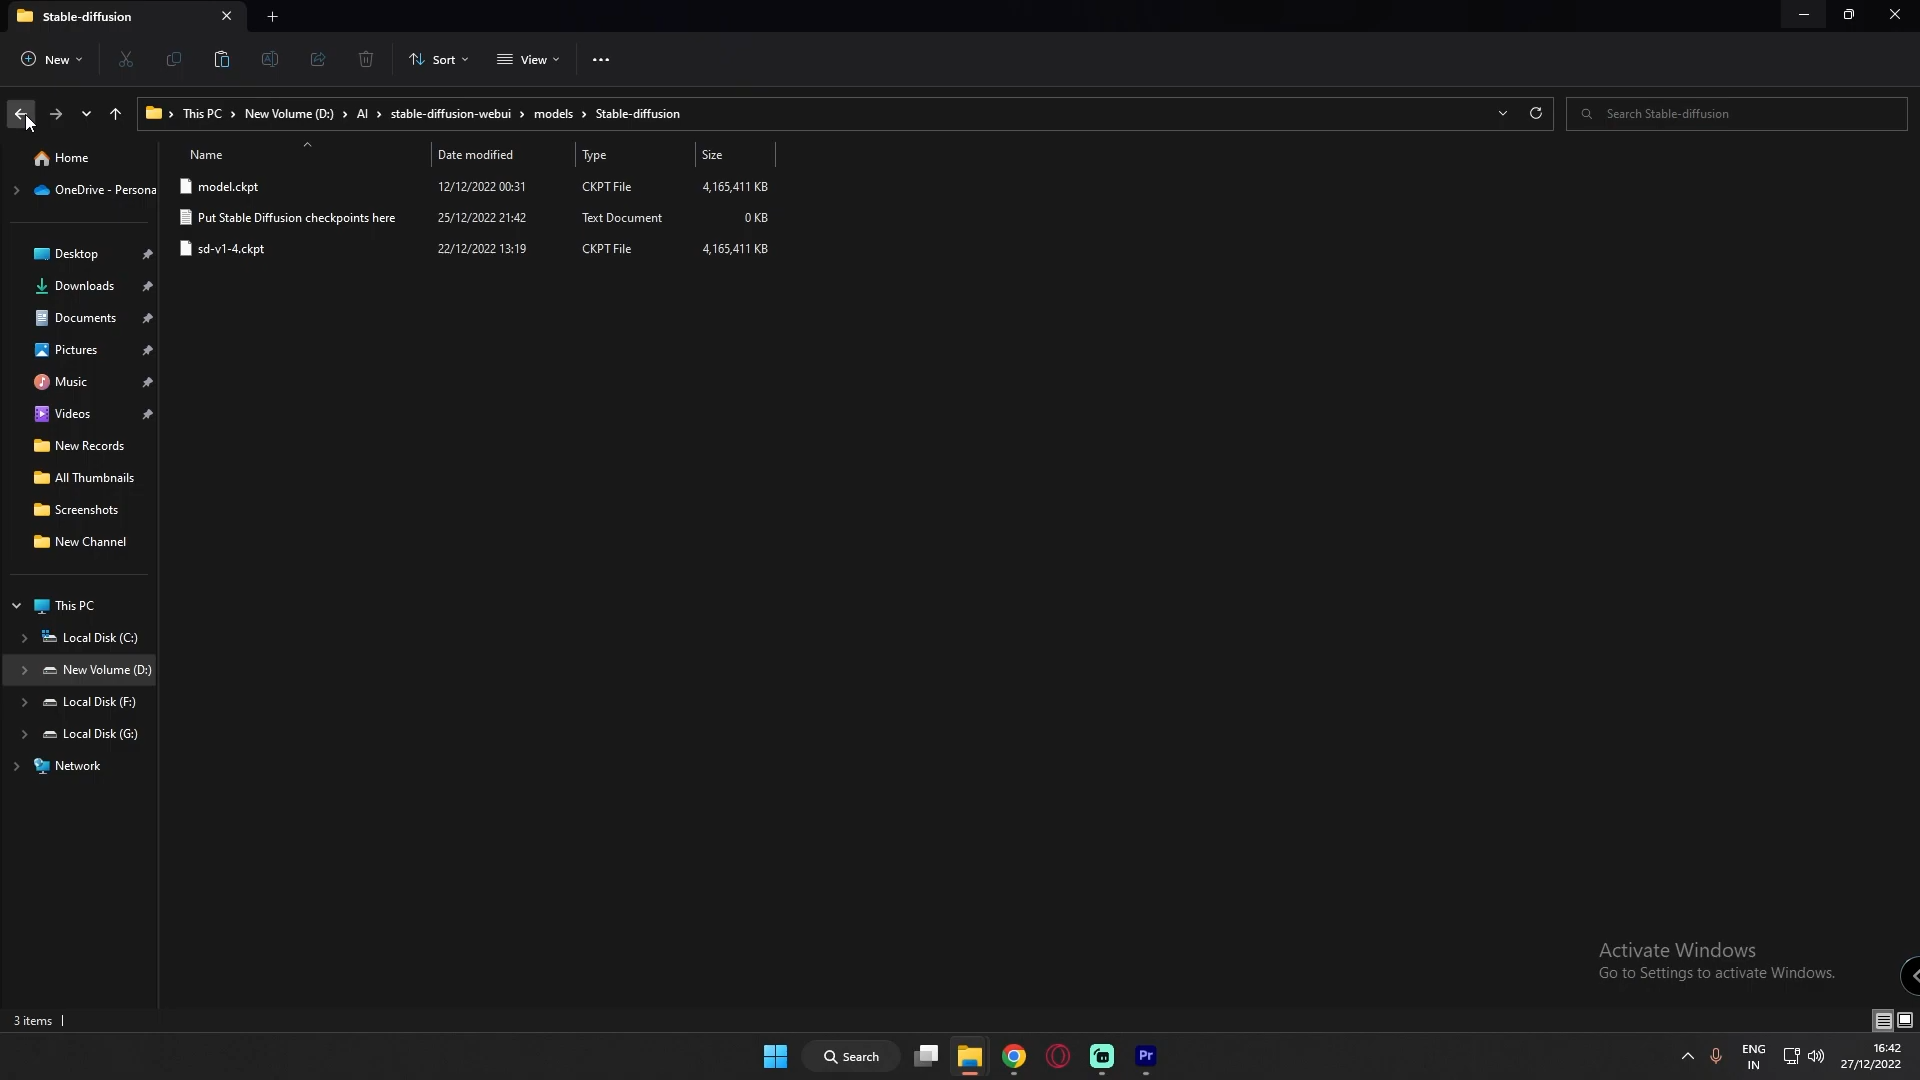 Stable-diffusion
New
Sort
View
This PC
New Volume (D:)
AI
stable-diffusion-webui
models
Stable-diffusion
Search Stable-diffusion
Name
Date modified
Type
Size
model.ckpt 12/12/2022 00:31 CKPT File 4,165,411 KB
Put Stable Diffusion checkpoints here 25/12/2022 21:42 Text Document 0 KB
sd-v1-4.ckpt 22/12/2022 13:19 CKPT File 4,165,411 KB
Home
OneDrive - Persona
Desktop
Downloads
Documents
Pictures
Music
Videos
New Records
All Thumbnails
Screenshots
New Channel
This PC
Local Disk (C:)
New Volume (D:)
Local Disk (F:)
Local Disk (G:)
Network
Activate Windows
Go to Settings to activate Windows.
3 items
Search
Pr
ENG
IN
16:42
27/12/2022